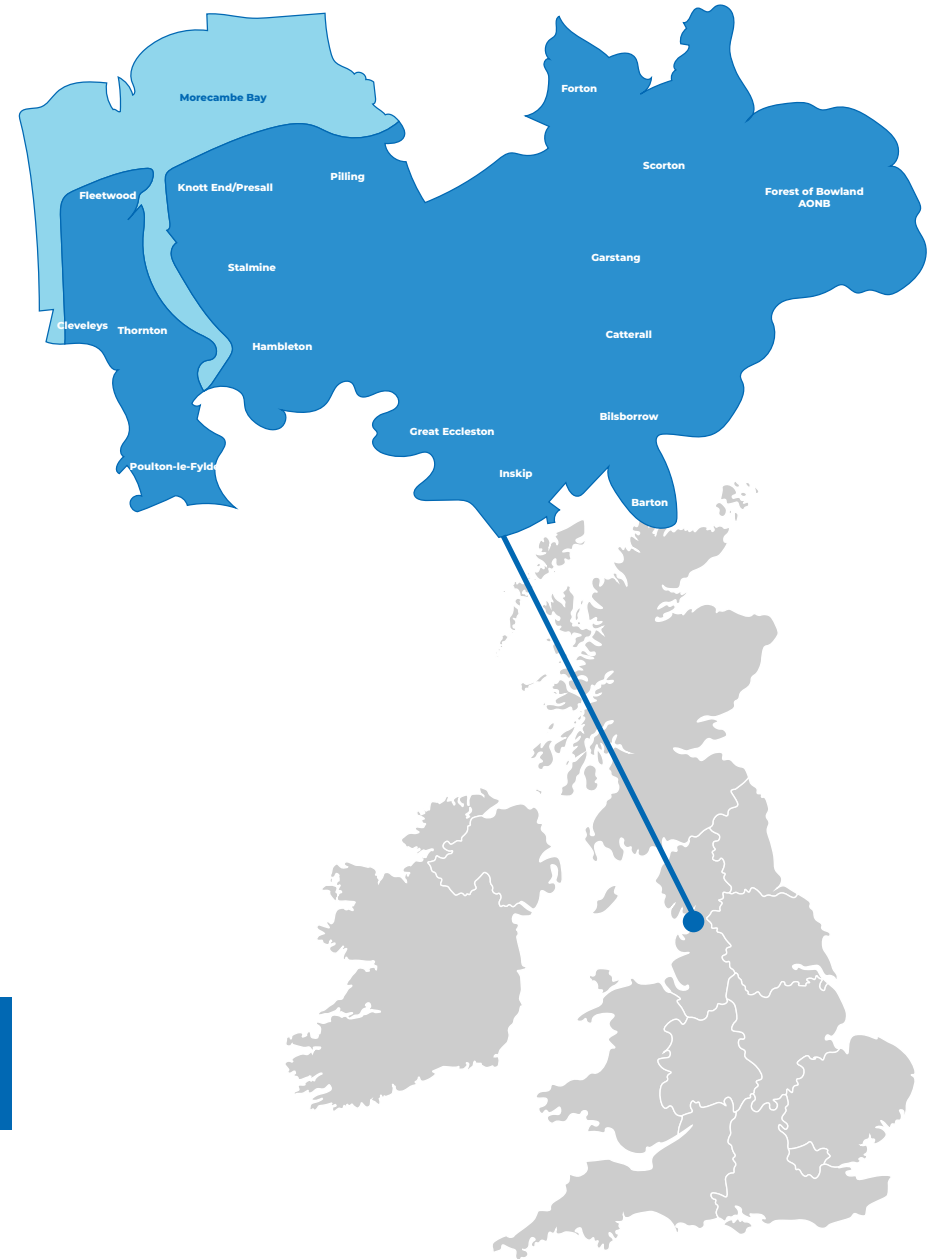 Forton
Morecambe Bay
Scorton
Pilling
Knott End/Presall
Fleetwood
Forest of Bowland
AONB
Garstang
Stalmine
Cleveleys
Thornton
Catterall
Hambleton
Bilsborrow
Great Eccleston
Poulton-le-Fylde
Inskip
Barton